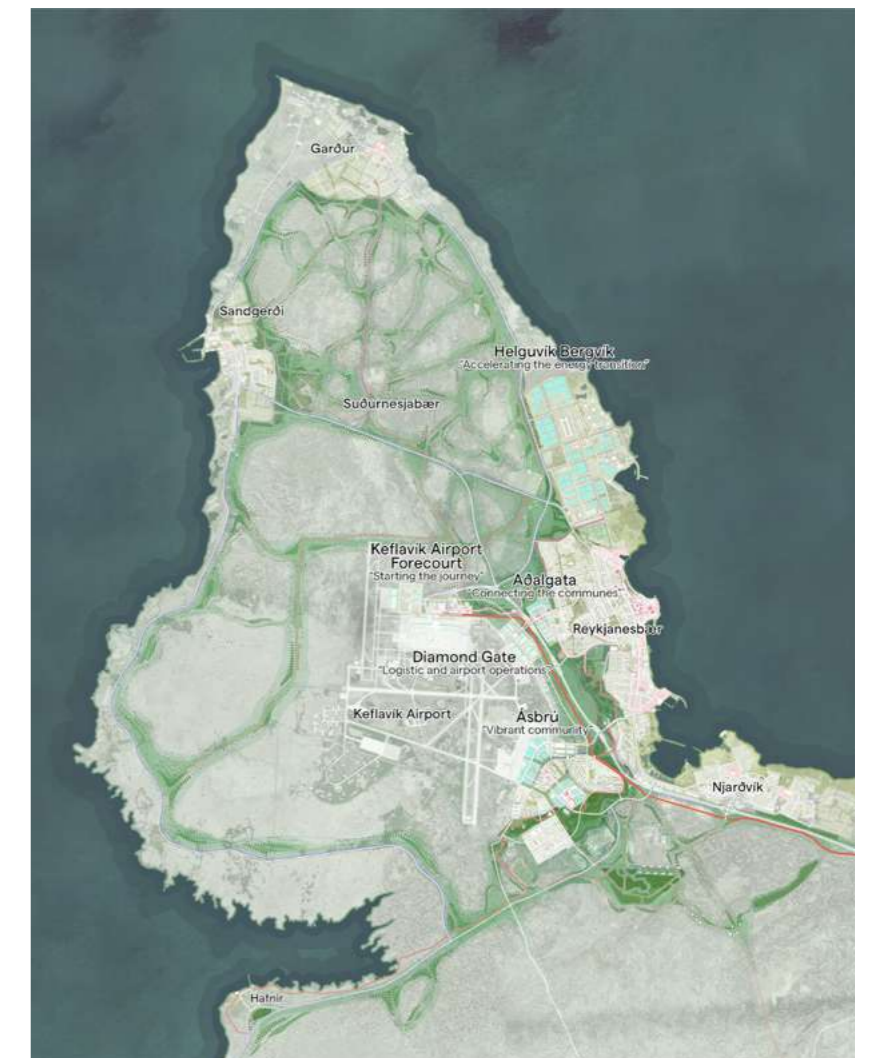 Garður
Sandgerði
Helguvík Bergvík
"Accelerating the energy transition"
Suðurnesjabær
Keflavík Airport
Forecourt
"Starting the journey"
Aðalgata
"Connecting the communes"
Reykjanesbær
Diamond Gate
"Logistic and airport operations"
Keflavík Airport
Ásbrú
"Vibrant community"
Njarðvík
Hafnir